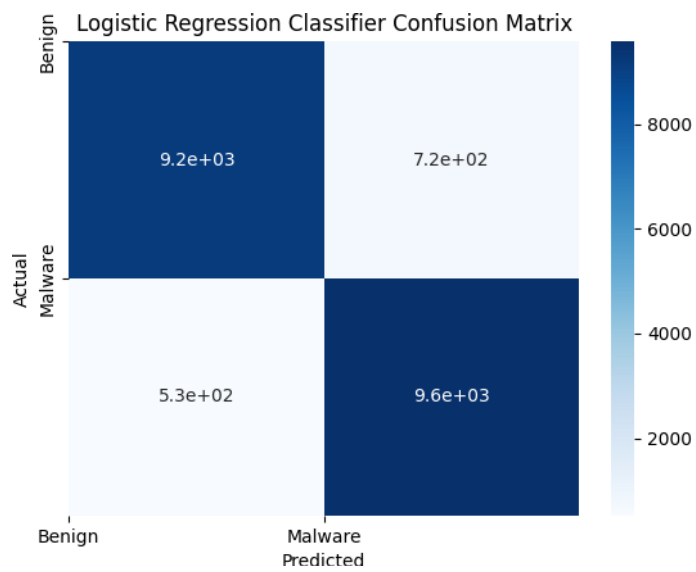 Logistic Regression Classifier Confusion Matrix
Benign
9.2e+03
7.2e+02
8000
6000
Actual
Malware
4000
5.3e+02
9.6e+03
2000
Benign
Malware
Predicted